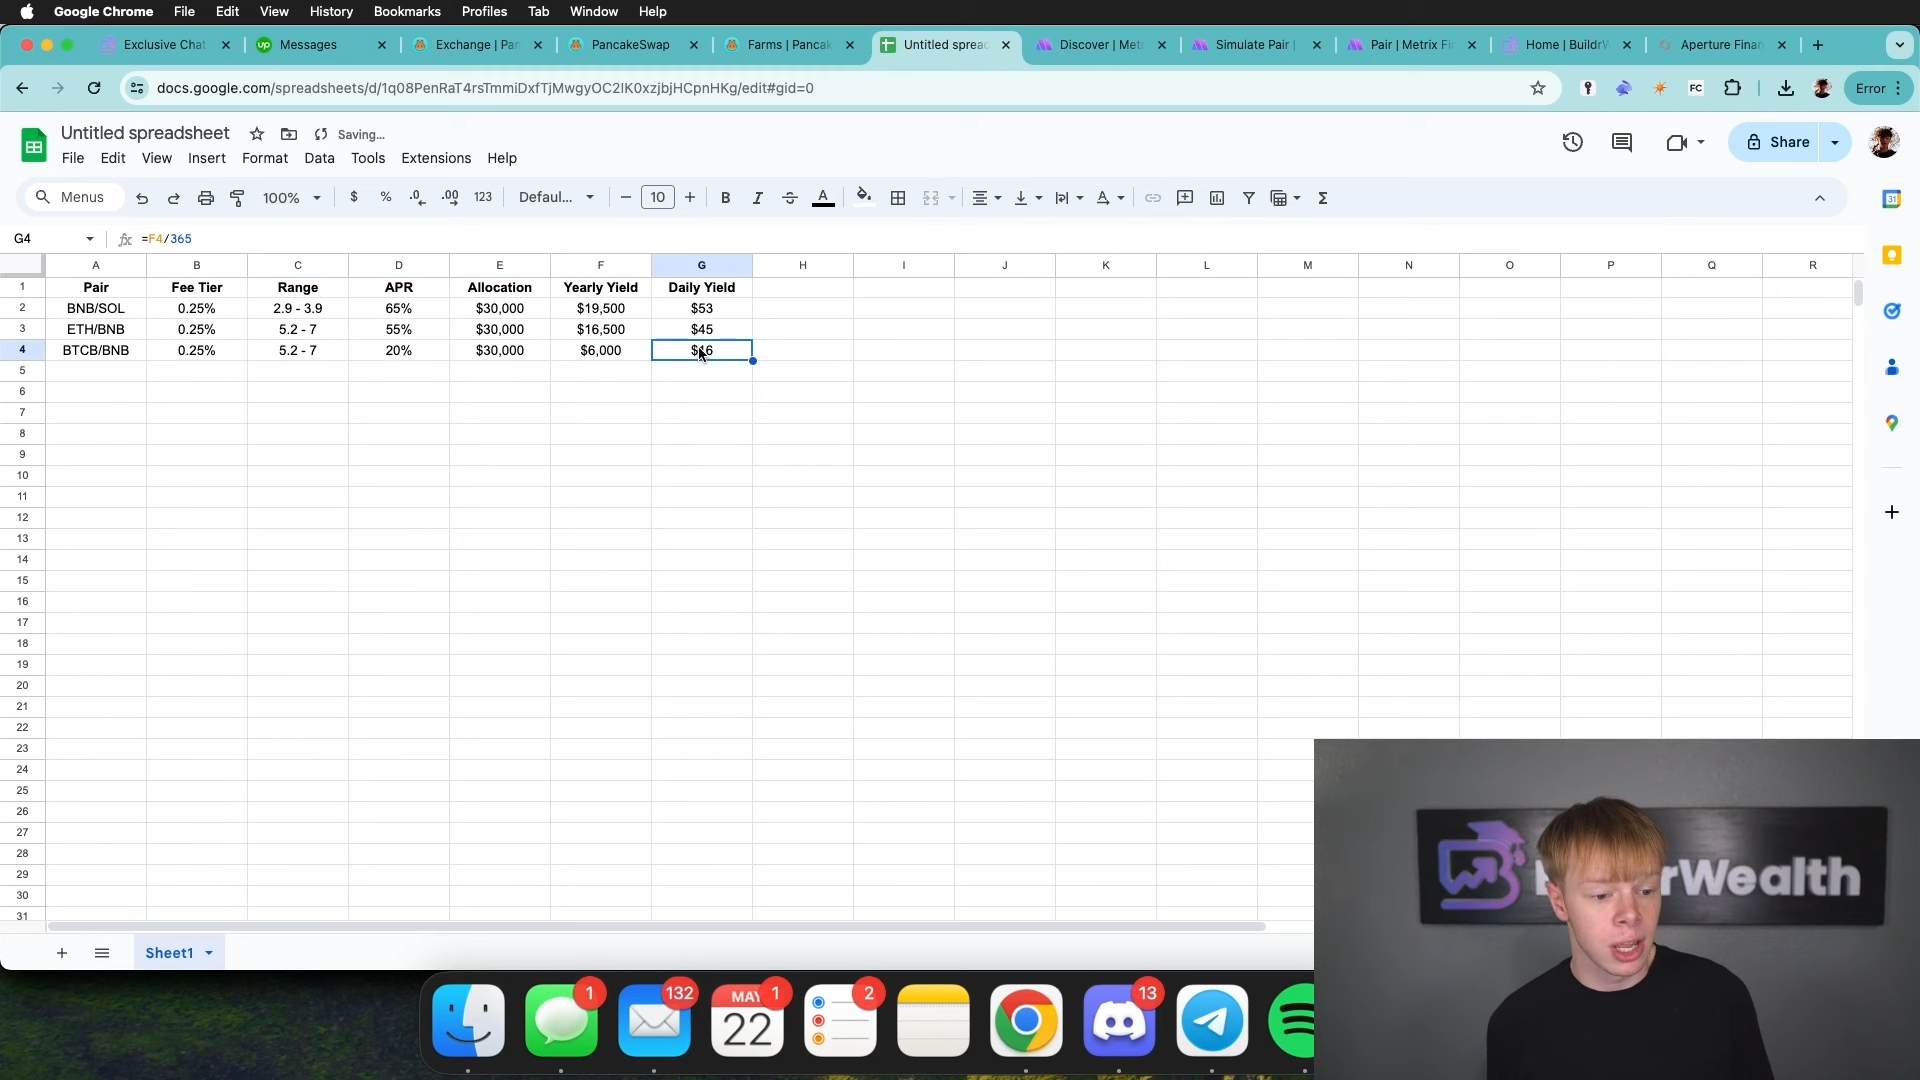 Google Chrome File Edit View History Bookmarks Profiles Tab Window Help
Exclusive Chat Messages Exchange | Pan PancakeSwap Farms | Pancak Untitled spread Discover | Met Simulate Pair | Pair | Metrix Fi Home | BuildrW Aperture Finan
docs.google.com/spreadsheets/d/1q08PenRaT4rsTmmiDxfTjMwgyOC2IK0xzjbjHCpnHKg/edit#gid=0 FC Error
Untitled spreadsheet Saving...
File Edit View Insert Format Data Tools Extensions Help
Share
Menus 100% $ % .0 .00 123 Defaul... 10 B I A
31
G4 =F4/365
A B C D E F G H I J K L M N O P Q R
1 Pair Fee Tier Range APR Allocation Yearly Yield Daily Yield
2 BNB/SOL 0.25% 2.9 - 3.9 65% $30,000 $19,500 $53
3 ETH/BNB 0.25% 5.2 - 7 55% $30,000 $16,500 $45
4 BTCB/BNB 0.25% 5.2 - 7 20% $30,000 $6,000 $16
5
6
7
8
9
10
11
12
13
14
15
16
17
18
19
20
21
22
23
24
25
26
27
28
29
30
31
rWealth
Sheet1
1 132 MAY 1 2 13
22